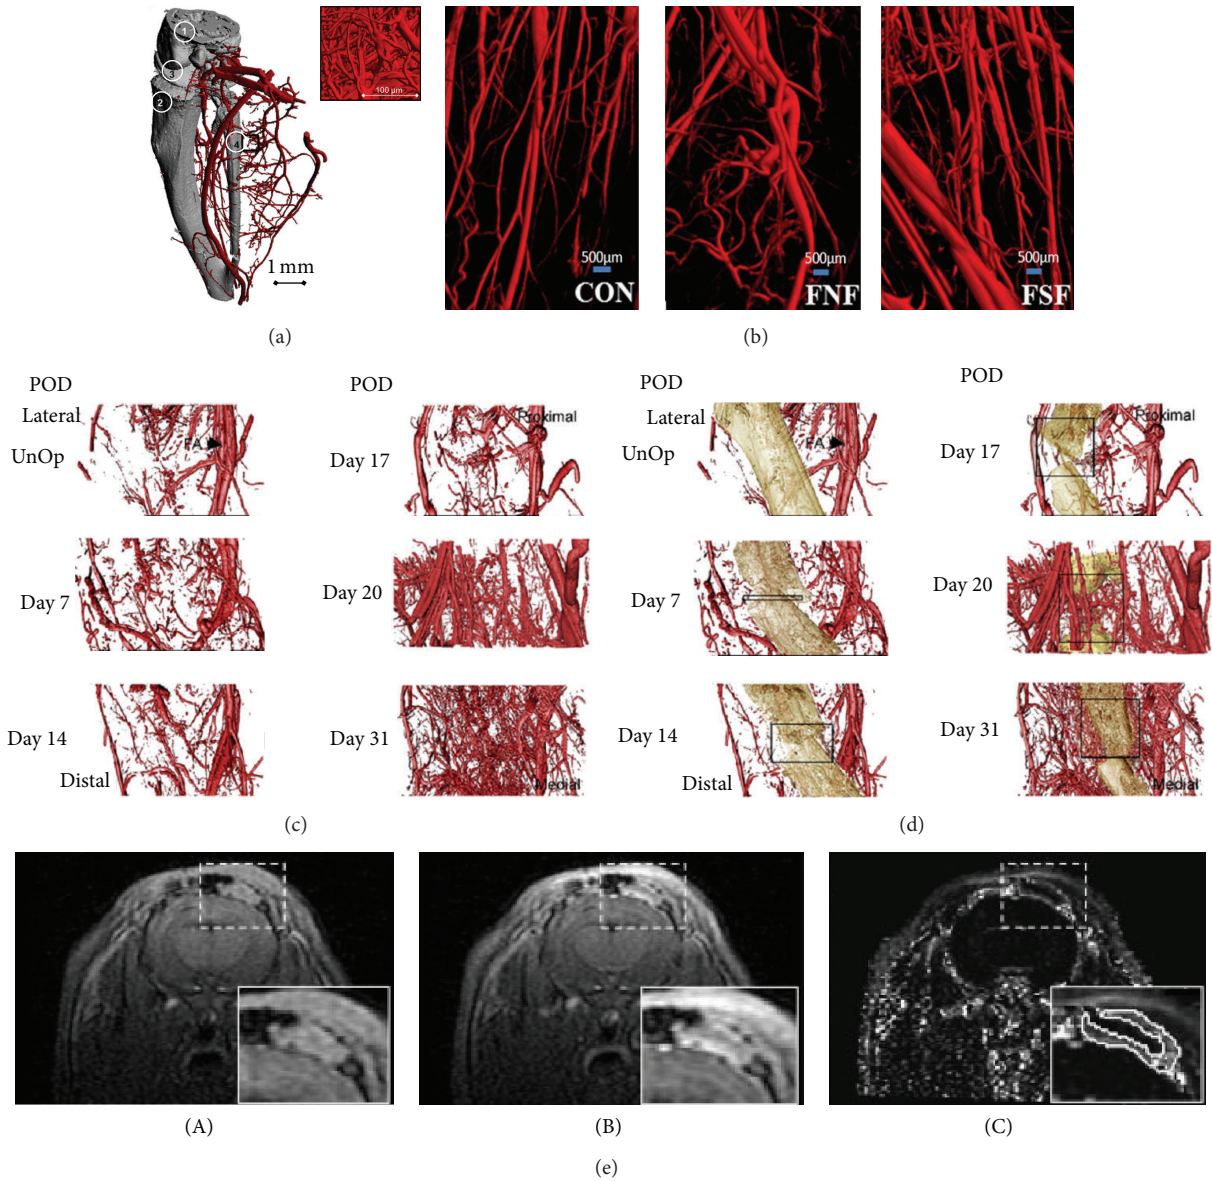 1
3
2
4
100 µm
1 mm
(a)
500µm
CON
500µm
FNF
500µm
FSF
(b)
POD
Lateral
UnOp
FA
Day 7
Day 14
Distal
POD
Proximal
Day 17
Day 20
Day 31
Medial
(c)
POD
Lateral
UnOp
FA
Day 7
Day 14
Distal
POD
Proximal
Day 17
Day 20
Day 31
Medial
(d)
(A)
(B)
(C)
(e)